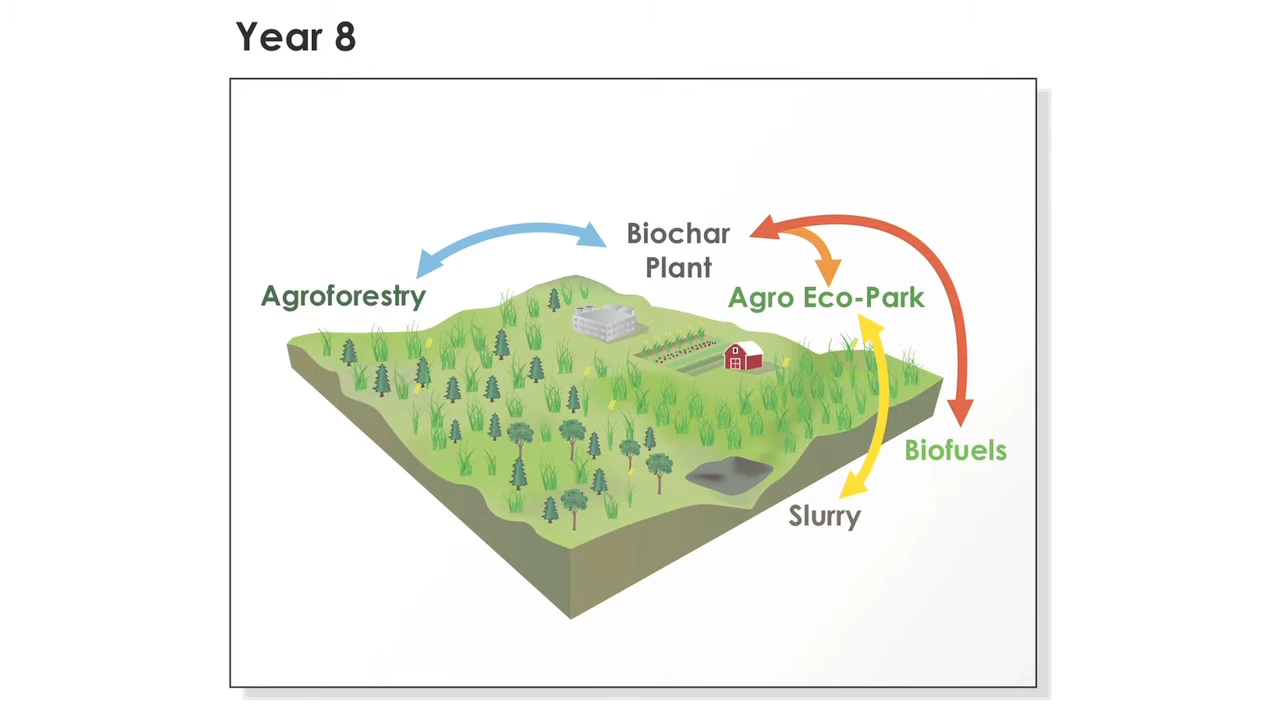 Year 8
Biochar
Plant
Agroforestry
Agro Eco-Park
Biofuels
Slurry